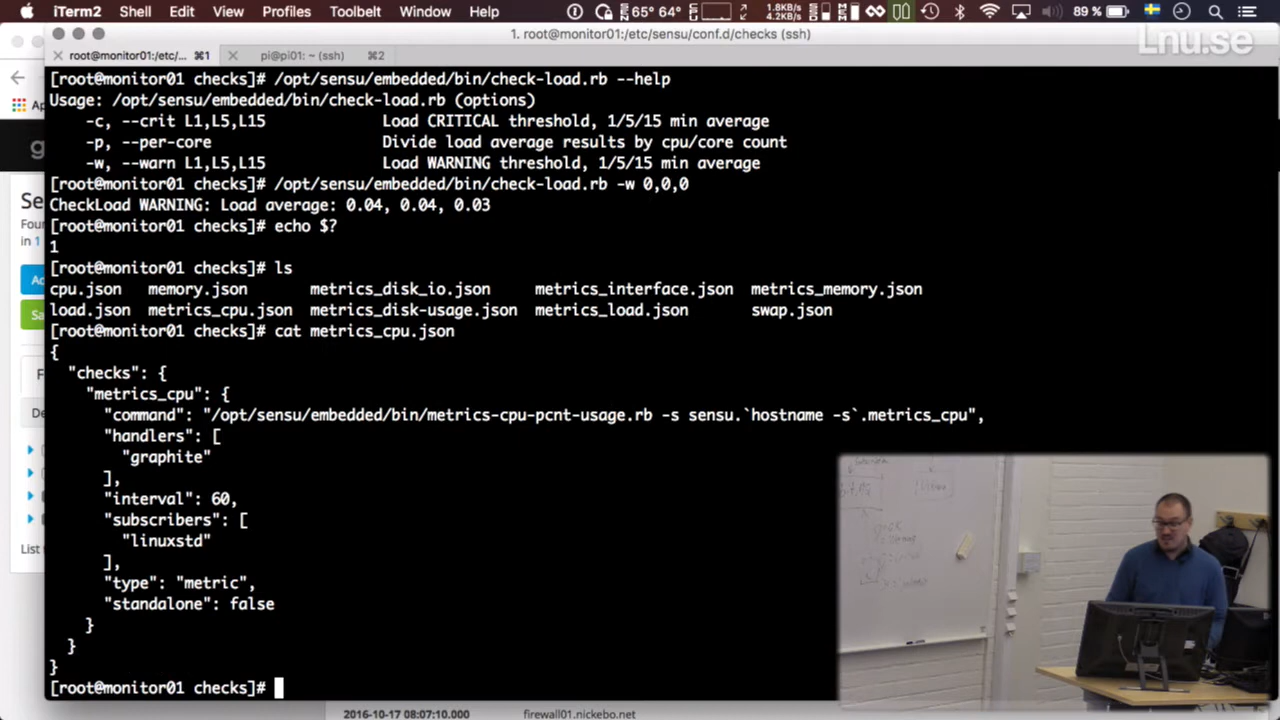 iTerm2 Shell Edit View Profiles Toolbelt Window Help 65° 64° 1.8KB/s 4.2KB/s 89 %
1. root@monitor01:/etc/sensu/conf.d/checks (ssh)
Lnu.se
root@monitor01:/etc/... ⌘1 pi@pi01: ~ (ssh) ⌘2
[root@monitor01 checks]# /opt/sensu/embedded/bin/check-load.rb --help
Usage: /opt/sensu/embedded/bin/check-load.rb (options)
-c, --crit L1,L5,L15 Load CRITICAL threshold, 1/5/15 min average
-p, --per-core Divide load average results by cpu/core count
-w, --warn L1,L5,L15 Load WARNING threshold, 1/5/15 min average
[root@monitor01 checks]# /opt/sensu/embedded/bin/check-load.rb -w 0,0,0
CheckLoad WARNING: Load average: 0.04, 0.04, 0.03
[root@monitor01 checks]# echo $?
1
[root@monitor01 checks]# ls
cpu.json memory.json metrics_disk_io.json metrics_interface.json metrics_memory.json
load.json metrics_cpu.json metrics_disk-usage.json metrics_load.json swap.json
[root@monitor01 checks]# cat metrics_cpu.json
{
"checks": {
"metrics_cpu": {
"command": "/opt/sensu/embedded/bin/metrics-cpu-pcnt-usage.rb -s sensu.`hostname -s`.metrics_cpu",
"handlers": [
"graphite"
],
"interval": 60,
"subscribers": [
"linuxstd"
],
"type": "metric",
"standalone": false
}
}
}
[root@monitor01 checks]#
2016-10-17 08:07:10.000 firewall01.nickebo.net